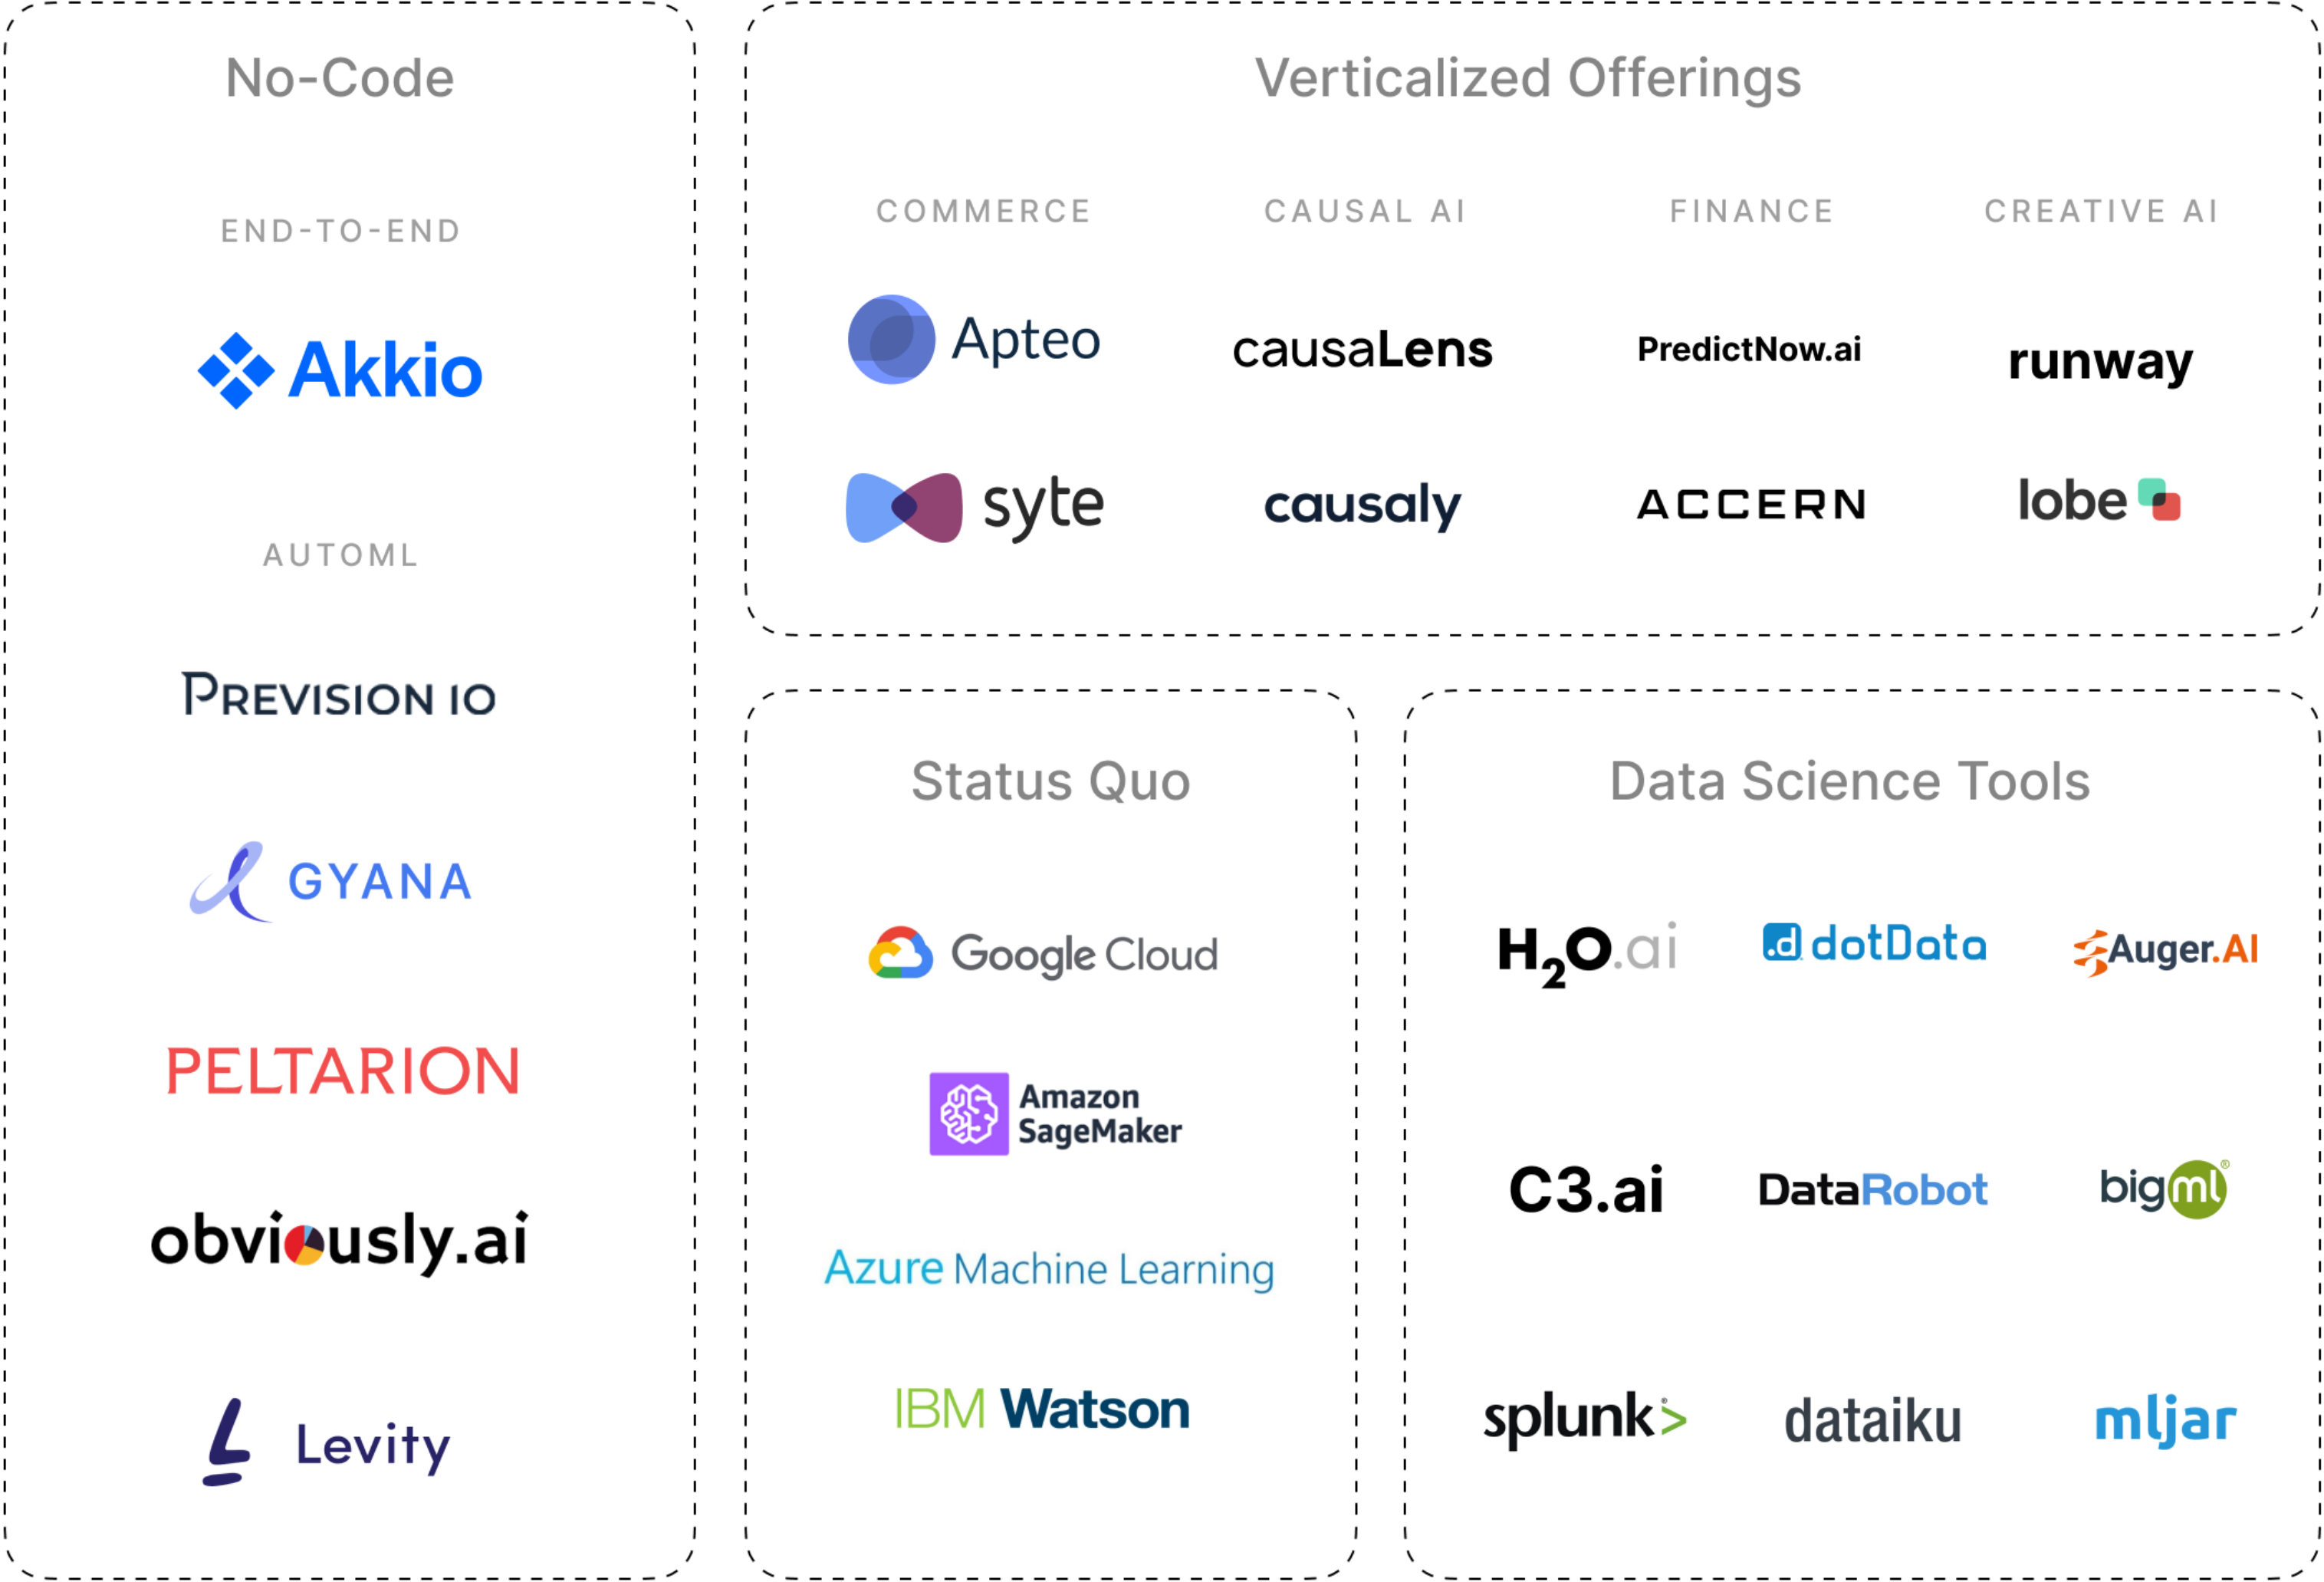 No-Code
END-TO-END
Akkio
AUTOML
PREVISION IO
GYANA
PELTARION
obviously.ai
Levity
Verticalized Offerings
COMMERCE
CAUSAL AI
FINANCE
CREATIVE AI
Apteo
causaLens
PredictNow.ai
runway
syte
causaly
ACCERN
lobe
Status Quo
Google Cloud
Amazon
SageMaker
Azure Machine Learning
IBM Watson
Data Science Tools
H₂O.ai
.d dotData
Auger.AI
C3.ai
DataRobot
bigml®
splunk>
dataiku
mljar